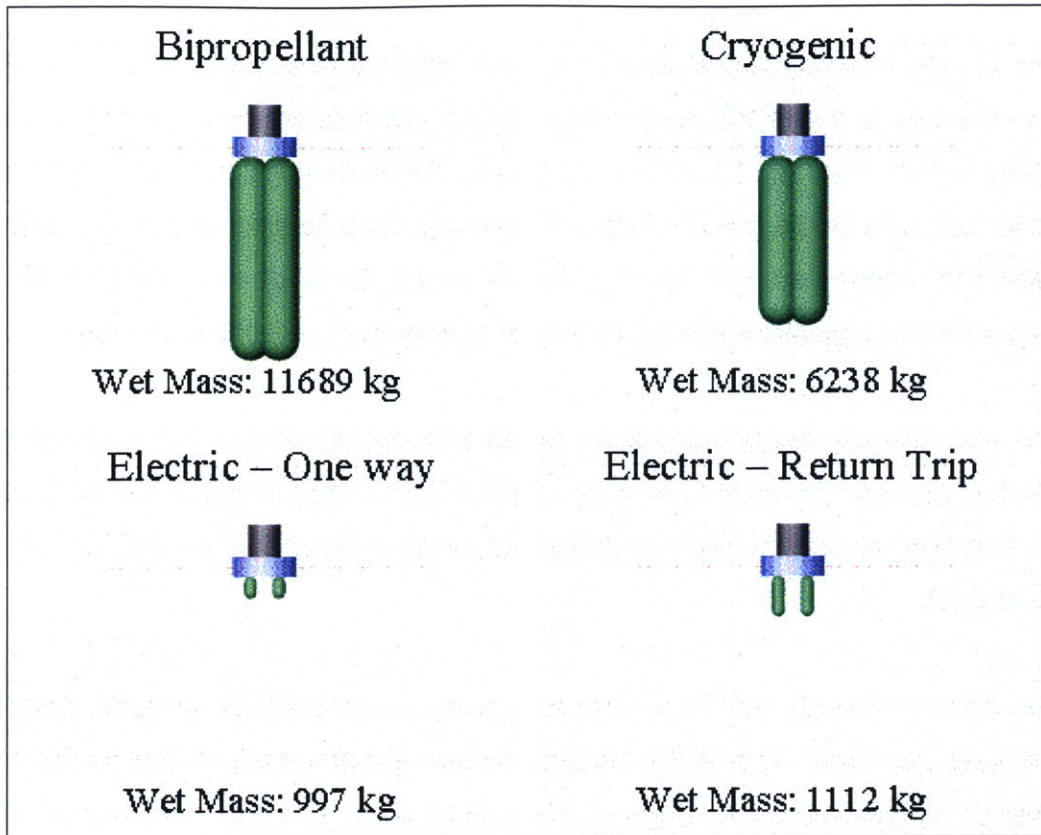 Bipropellant
Cryogenic
Wet Mass: 11689 kg
Wet Mass: 6238 kg
Electric – One way
Electric – Return Trip
Wet Mass: 997 kg
Wet Mass: 1112 kg